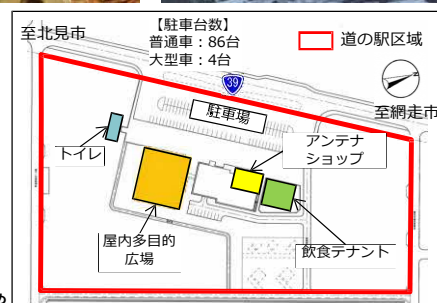 至北見市
【駐車台数】
普通車：86台
大型車：4台
道の駅区域
39
至網走市
駐車場
アンテナ
ショップ
トイレ
屋内多目的
広場
飲食テナント
め